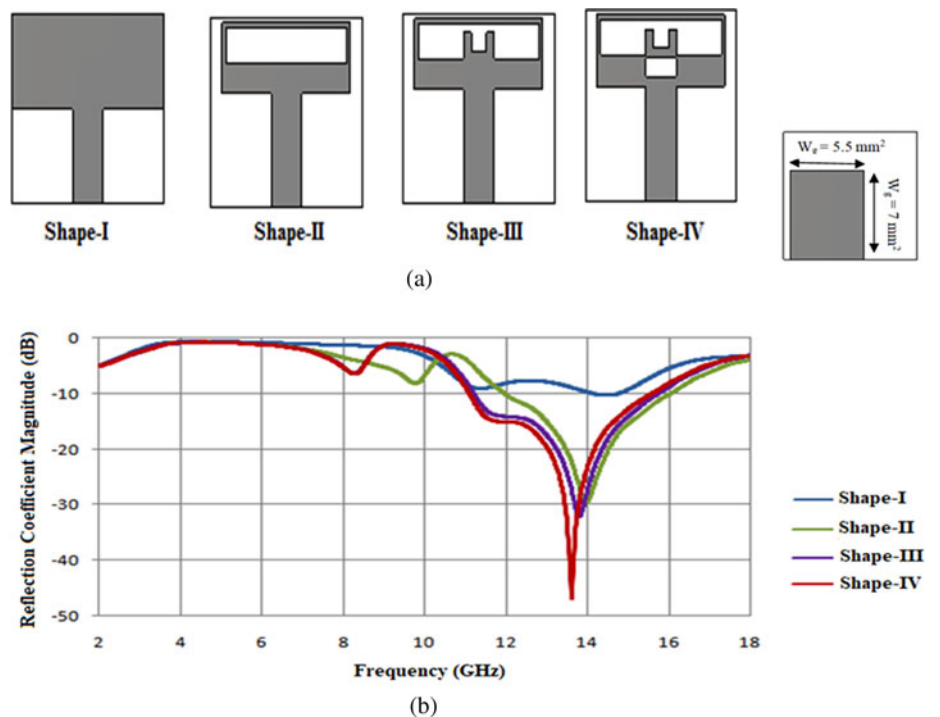 Shape-I
Shape-II
Shape-III
Shape-IV
Wg = 5.5 mm²
Wg = 7 mm²
(a)
Reflection Coefficient Magnitude (dB)
0
-10
-20
-30
-40
-50
2
4
6
8
10
12
14
16
18
Frequency (GHz)
Shape-I
Shape-II
Shape-III
Shape-IV
(b)